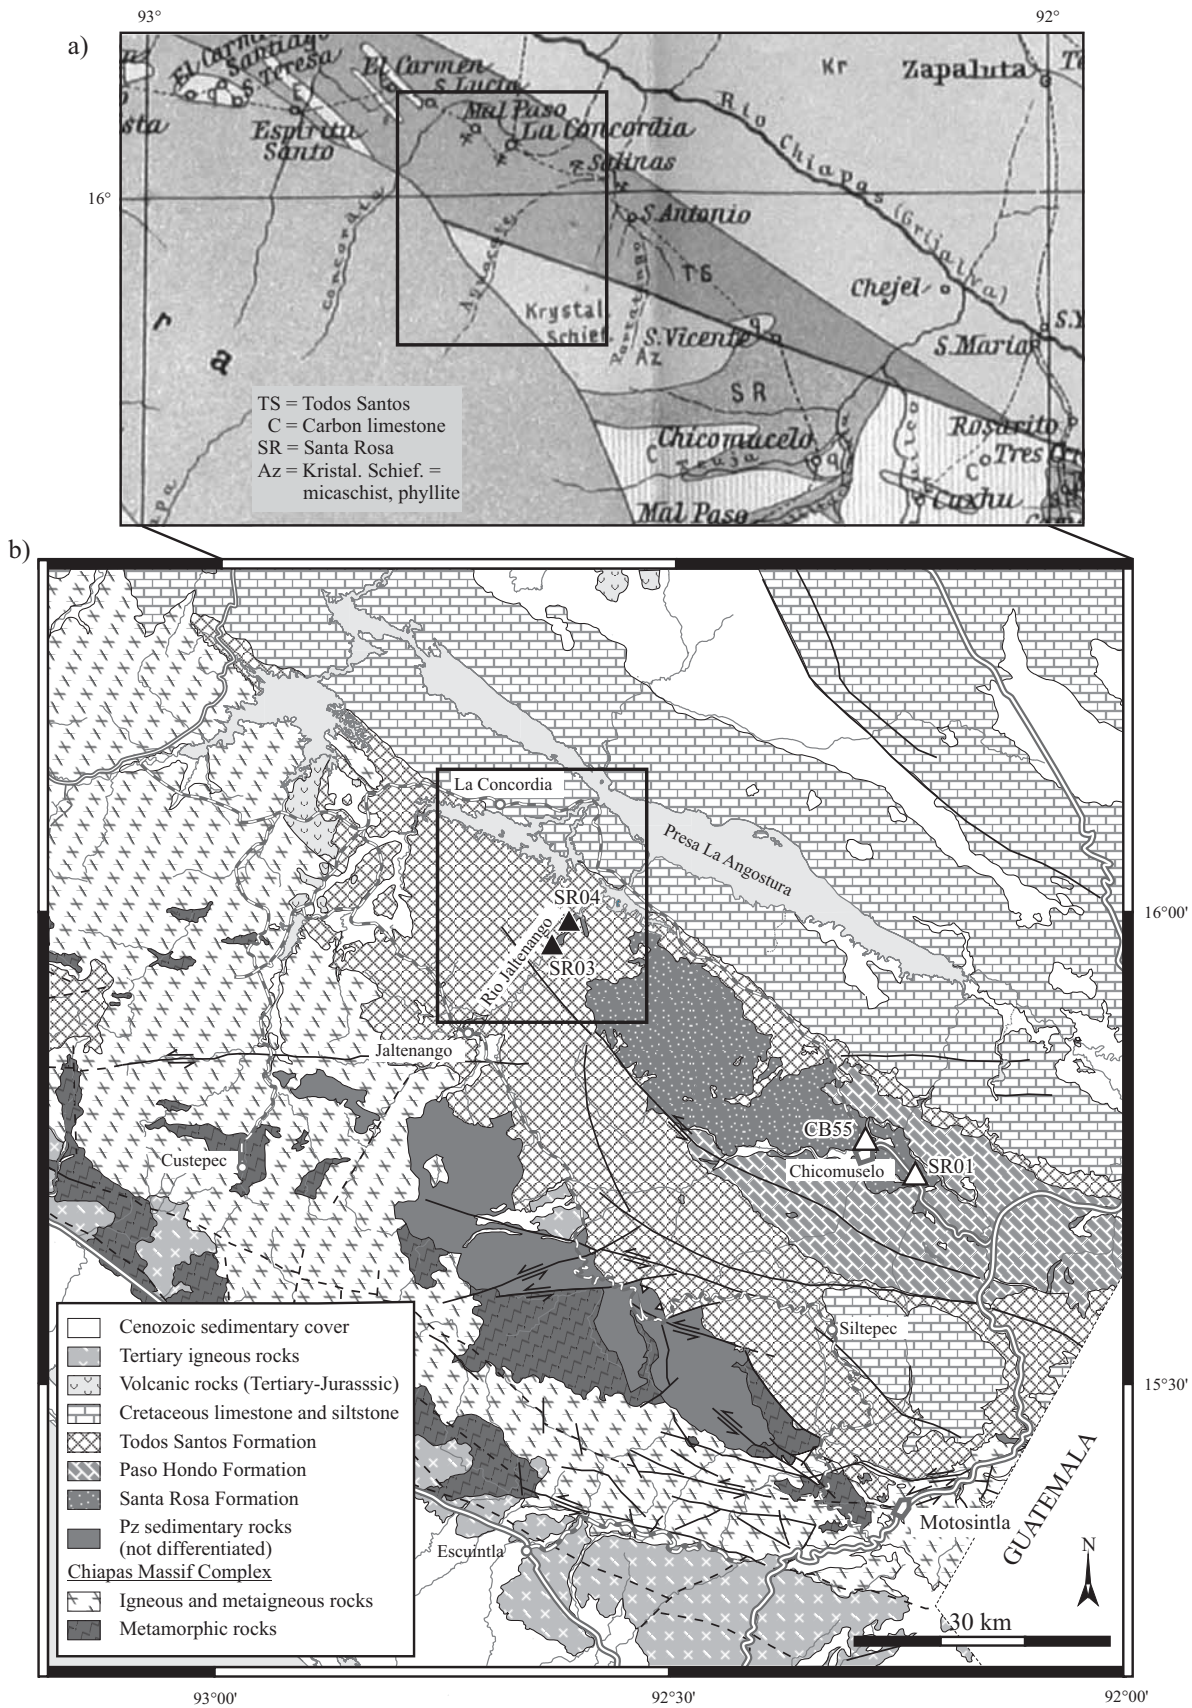 93°
92°
a)
El Carmen
Santiago
S. Teresa
El Carmen
S. Lucia
Mal Paso
La Concordia
Kr
Zapaluta
sta
Espiritu
Santo
Salinas
Rio Chiapas (Grijalva)
16°
S. Antonio
Concordia
Aguacate
TS
Chejel
Krystal.
Schief.
Az
S. Vicente
q
S. Maria
r
a
SR
TS = Todos Santos
C = Carbon limestone
SR = Santa Rosa
Az = Kristal. Schief. =
micaschist, phyllite
Chicomucelo
C
q
Rosarito
C
Tres
Cuxhu
Mal Paso
b)
La Concordia
Presa La Angostura
SR04
16°00'
Río Jaltenango
SR03
Jaltenango
CB55
Custepec
Chicomuselo
SR01
Cenozoic sedimentary cover
Tertiary igneous rocks
Volcanic rocks (Tertiary-Jurasssic)
Cretaceous limestone and siltstone
Todos Santos Formation
Paso Hondo Formation
Santa Rosa Formation
Pz sedimentary rocks
(not differentiated)
Chiapas Massif Complex
Igneous and metaigneous rocks
Metamorphic rocks
Siltepec
15°30'
GUATEMALA
Motosintla
Escuintla
N
30 km
93°00'
92°30'
92°00'